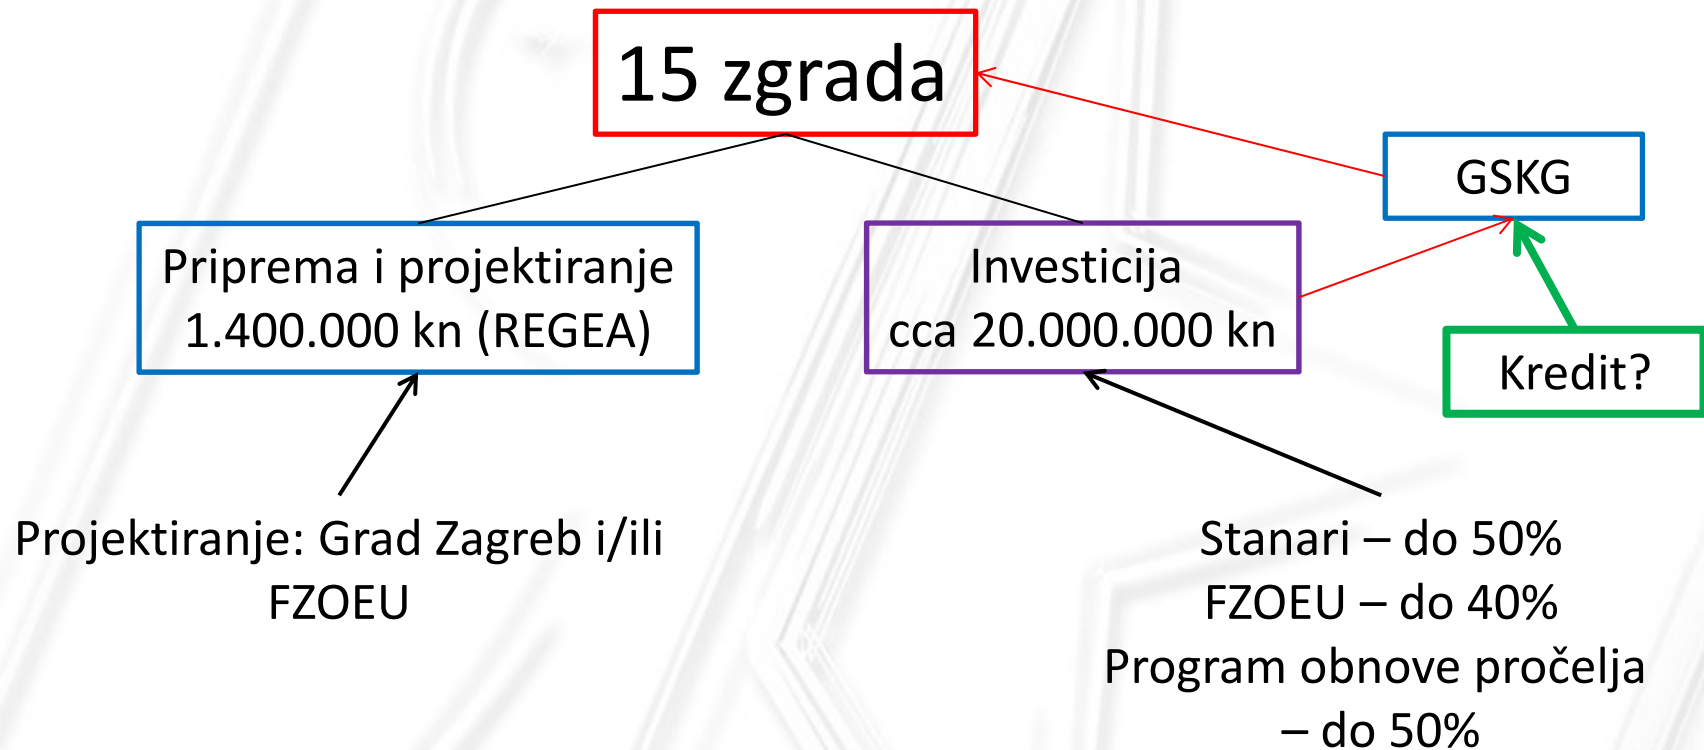 15 zgrada
GSKG
Priprema i projektiranje
1.400.000 kn (REGEA)
Investicija
cca 20.000.000 kn
Kredit?
Projektiranje: Grad Zagreb i/ili
FZOEU
Stanari – do 50%
FZOEU – do 40%
Program obnove pročelja
– do 50%